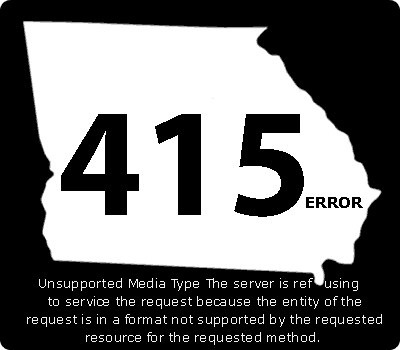 415
ERROR
Unsupported Media Type The server is ref using
to service the request because the entity of the
request is in a format not supported by the requested
resource for the requested method.